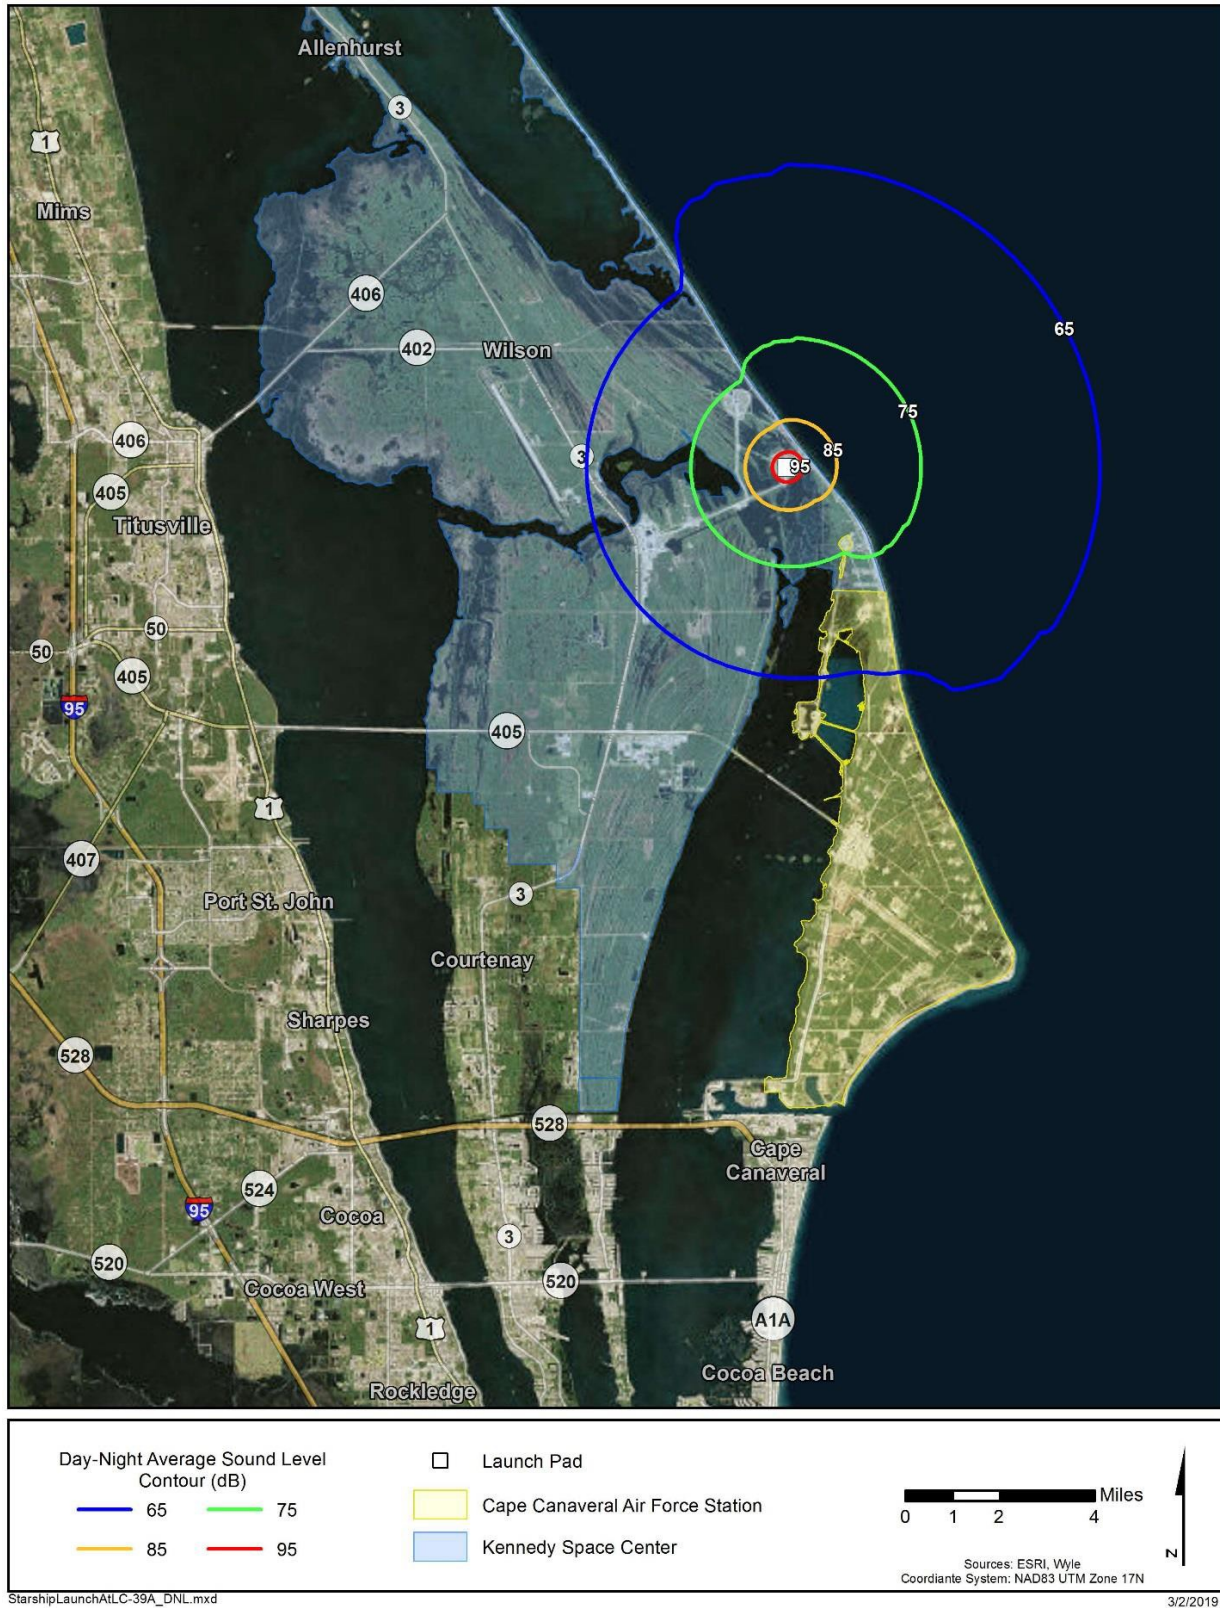 Allenhurst
3
1
Mims
406
65
402
Wilson
75
406
3
85
95
405
Titusville
50
50
405
95
405
1
407
3
Port St. John
Courtenay
Sharpes
528
528
Cape
Canaveral
524
95
Cocoa
3
520
520
Cocoa West
A1A
1
Cocoa Beach
Rockledge
Day-Night Average Sound Level
Contour (dB)
65
75
85
95
Launch Pad
Cape Canaveral Air Force Station
Kennedy Space Center
Miles
0 1 2 4
N
Sources: ESRI, Wyle
Coordiante System: NAD83 UTM Zone 17N
StarshipLaunchAtLC-39A_DNL.mxd
3/2/2019